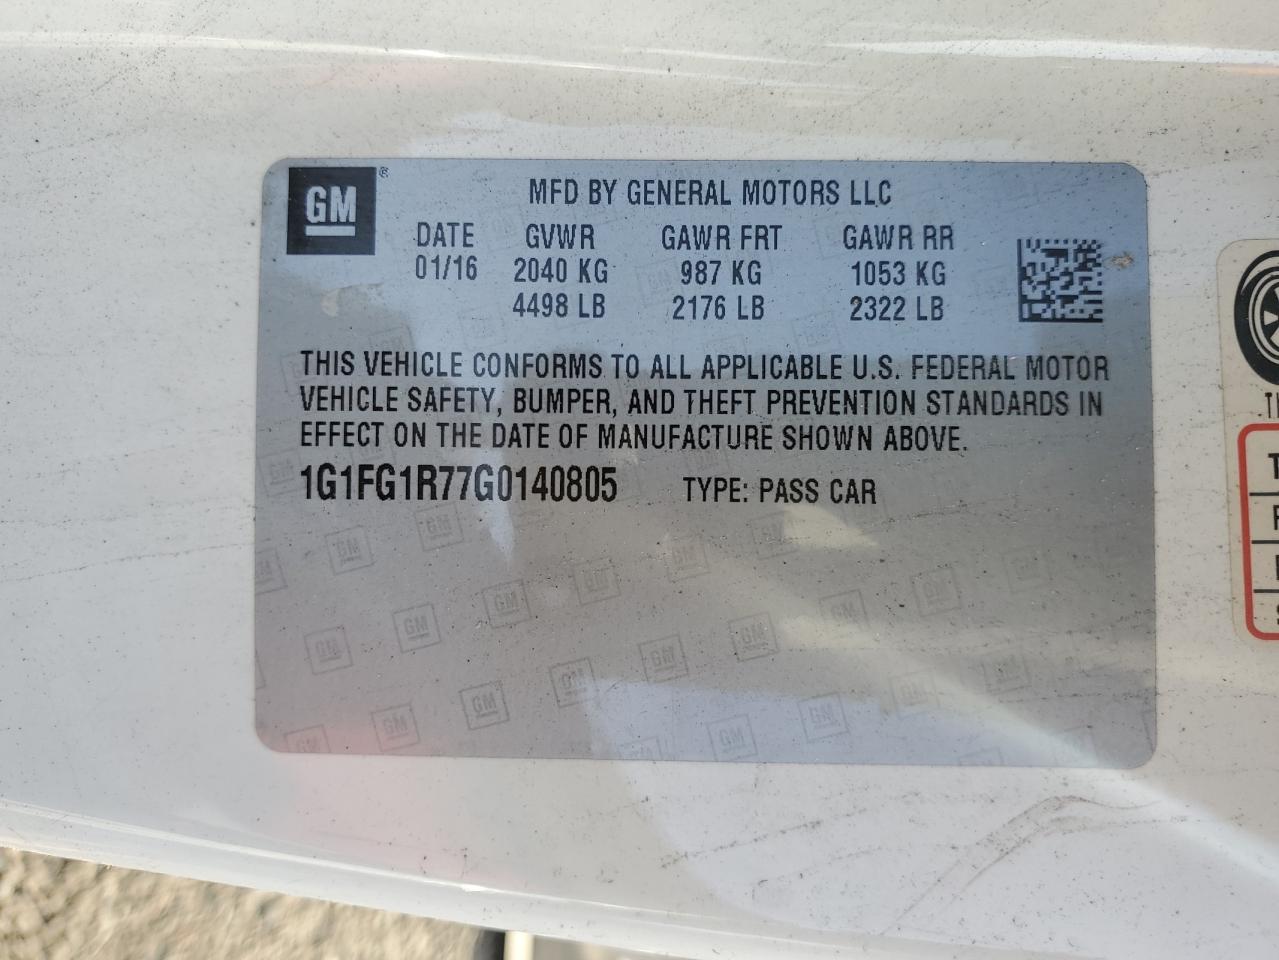 GM ®
MFD BY GENERAL MOTORS LLC
DATE GVWR GAWR FRT GAWR RR
01/16 2040 KG 987 KG 1053 KG
4498 LB 2176 LB 2322 LB
THIS VEHICLE CONFORMS TO ALL APPLICABLE U.S. FEDERAL MOTOR
VEHICLE SAFETY, BUMPER, AND THEFT PREVENTION STANDARDS IN
EFFECT ON THE DATE OF MANUFACTURE SHOWN ABOVE.
1G1FG1R77G0140805 TYPE: PASS CAR